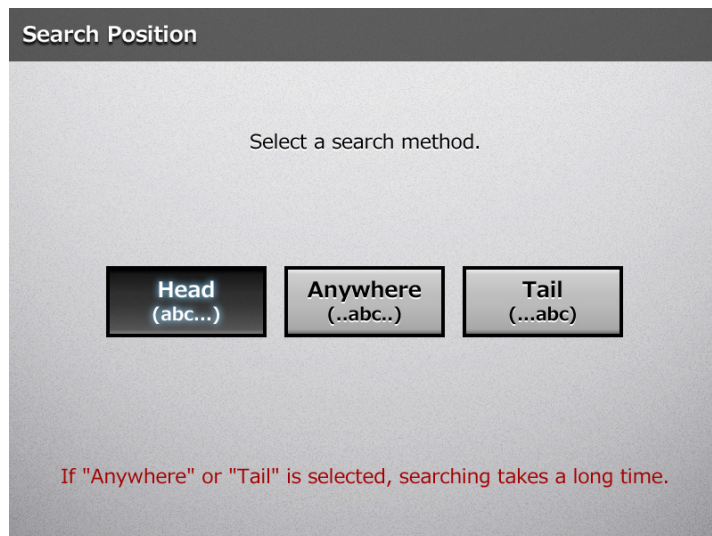 Search Position
Select a search method.
Head
(abc...)
Anywhere
(..abc..)
Tail
(...abc)
If "Anywhere" or "Tail" is selected, searching takes a long time.